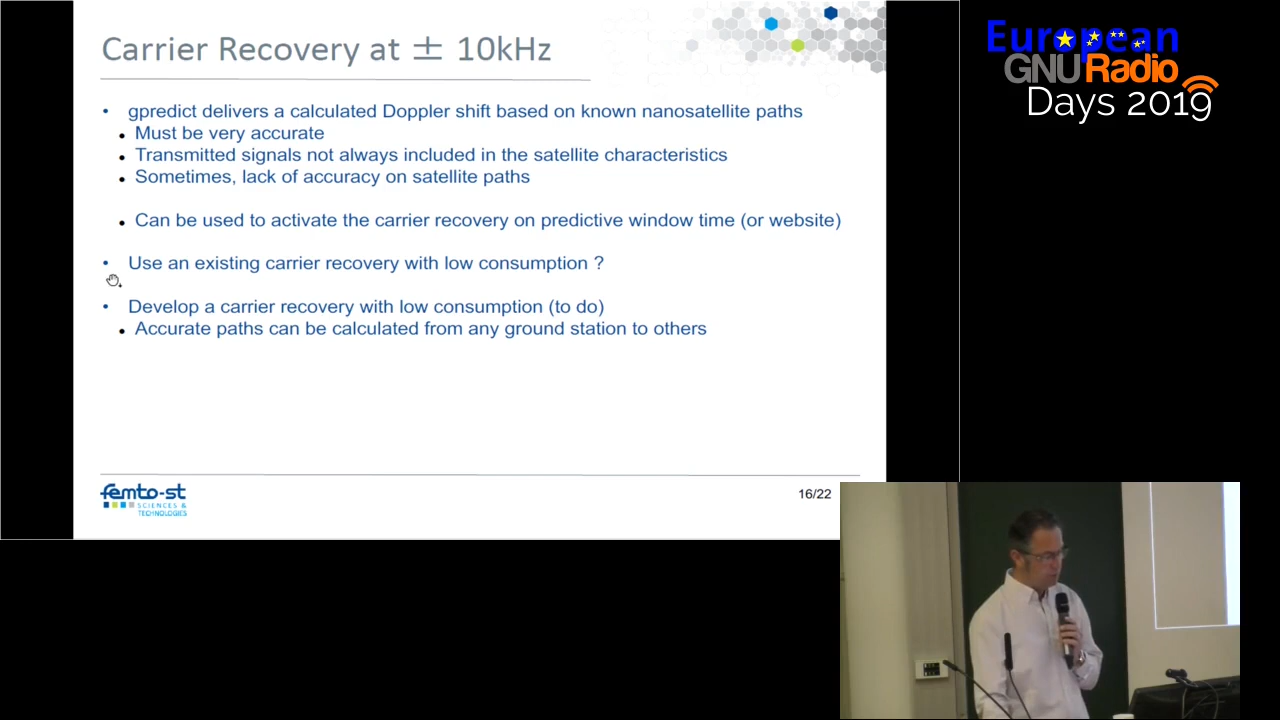 Carrier Recovery at ± 10kHz
• gpredict delivers a calculated Doppler shift based on known nanosatellite paths
• Must be very accurate
• Transmitted signals not always included in the satellite characteristics
• Sometimes, lack of accuracy on satellite paths
• Can be used to activate the carrier recovery on predictive window time (or website)
• Use an existing carrier recovery with low consumption ?
• Develop a carrier recovery with low consumption (to do)
• Accurate paths can be calculated from any ground station to others
femto-st
SCIENCES &
TECHNOLOGIES
16/22
European
GNURadio
Days 2019